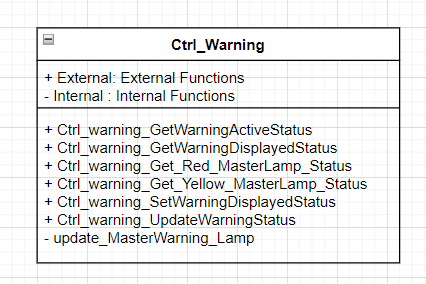 Ctrl_Warning
+ External: External Functions
- Internal : Internal Functions
+ Ctrl_warning_GetWarningActiveStatus
+ Ctrl_warning_GetWarningDisplayedStatus
+ Ctrl_warning_Get_Red_MasterLamp_Status
+ Ctrl_warning_Get_Yellow_MasterLamp_Status
+ Ctrl_warning_SetWarningDisplayedStatus
+ Ctrl_warning_UpdateWarningStatus
- update_MasterWarning_Lamp